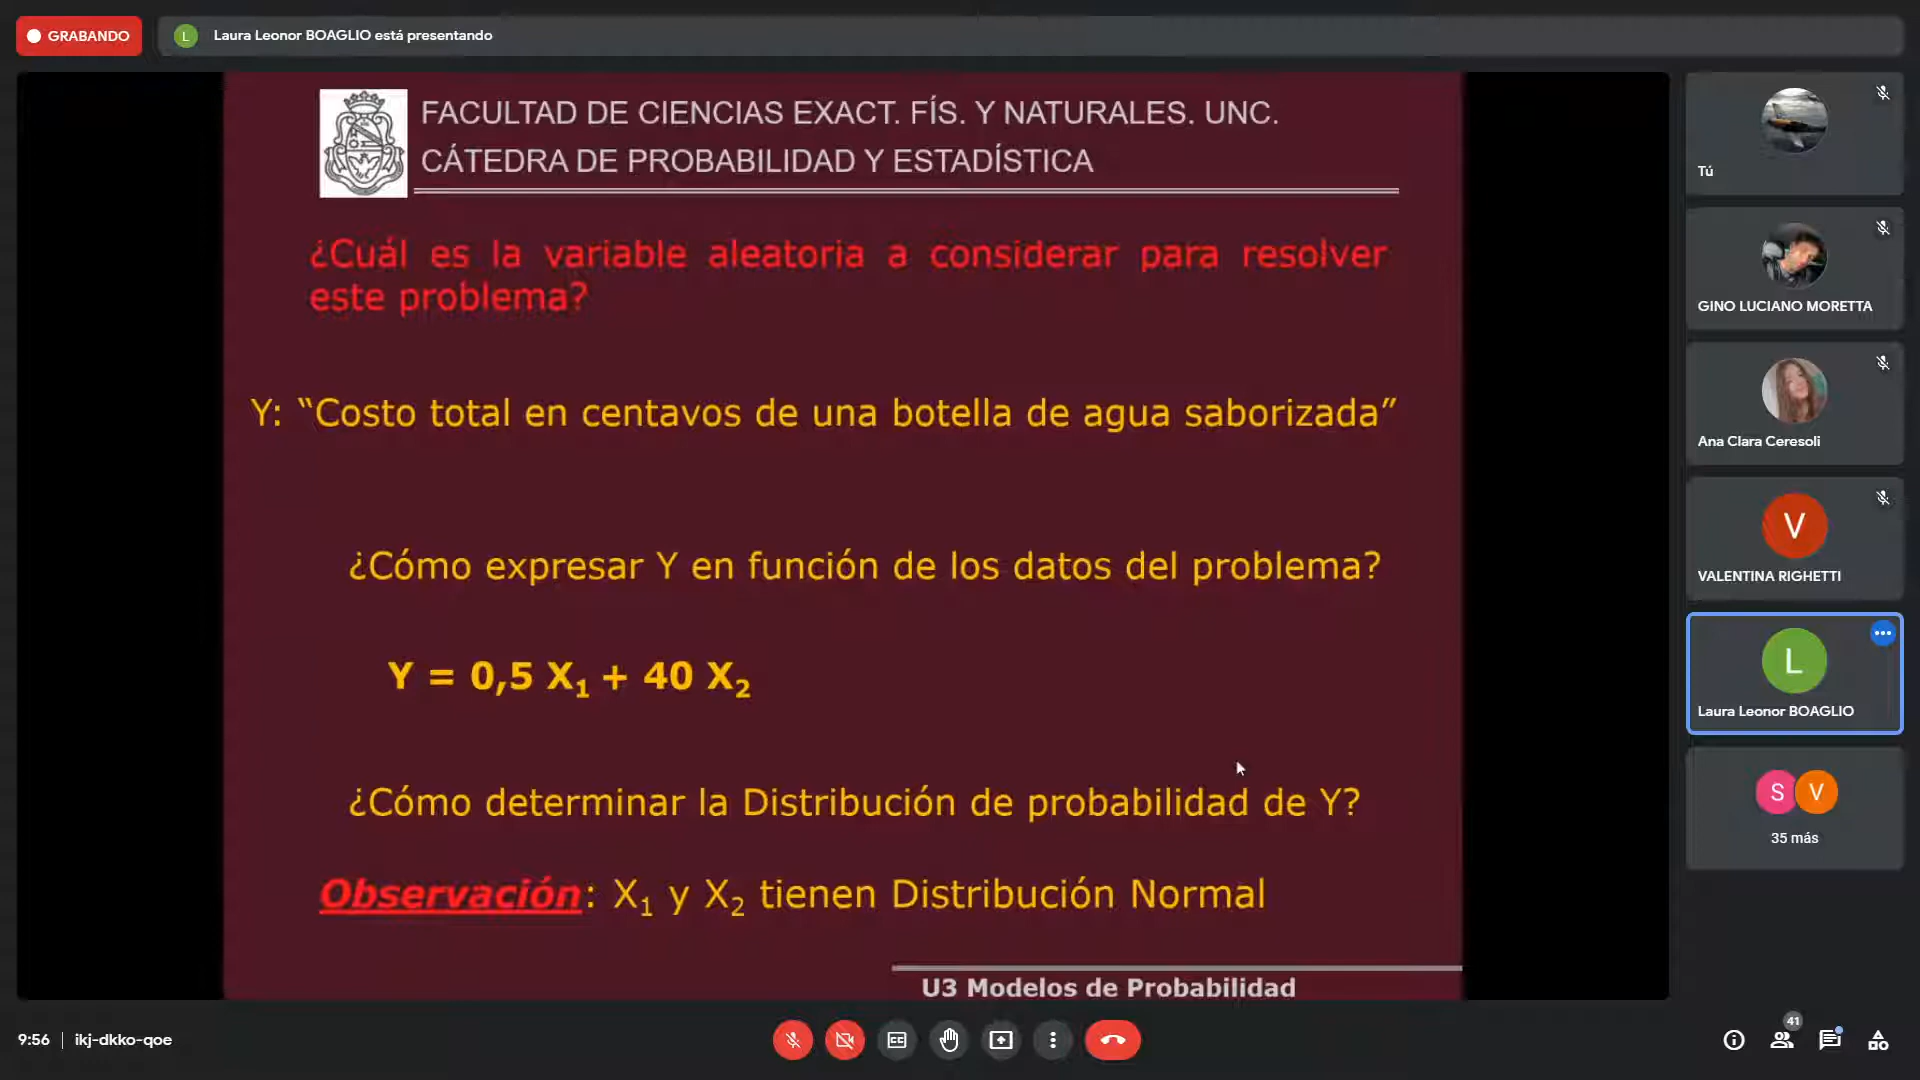 GRABANDO
L
Laura Leonor BOAGLIO está presentando
FACULTAD DE CIENCIAS EXACT. FÍS. Y NATURALES. UNC.
CÁTEDRA DE PROBABILIDAD Y ESTADÍSTICA
¿Cuál es la variable aleatoria a considerar para resolver
este problema?
Y: “Costo total en centavos de una botella de agua saborizada”
¿Cómo expresar Y en función de los datos del problema?
Y = 0,5 X₁ + 40 X₂
¿Cómo determinar la Distribución de probabilidad de Y?
Observación: X₁ y X₂ tienen Distribución Normal
U3 Modelos de Probabilidad
Tú
GINO LUCIANO MORETTA
Ana Clara Ceresoli
V
VALENTINA RIGHETTI
L
Laura Leonor BOAGLIO
S V
35 más
9:56 | ikj-dkko-qoe
CC
41